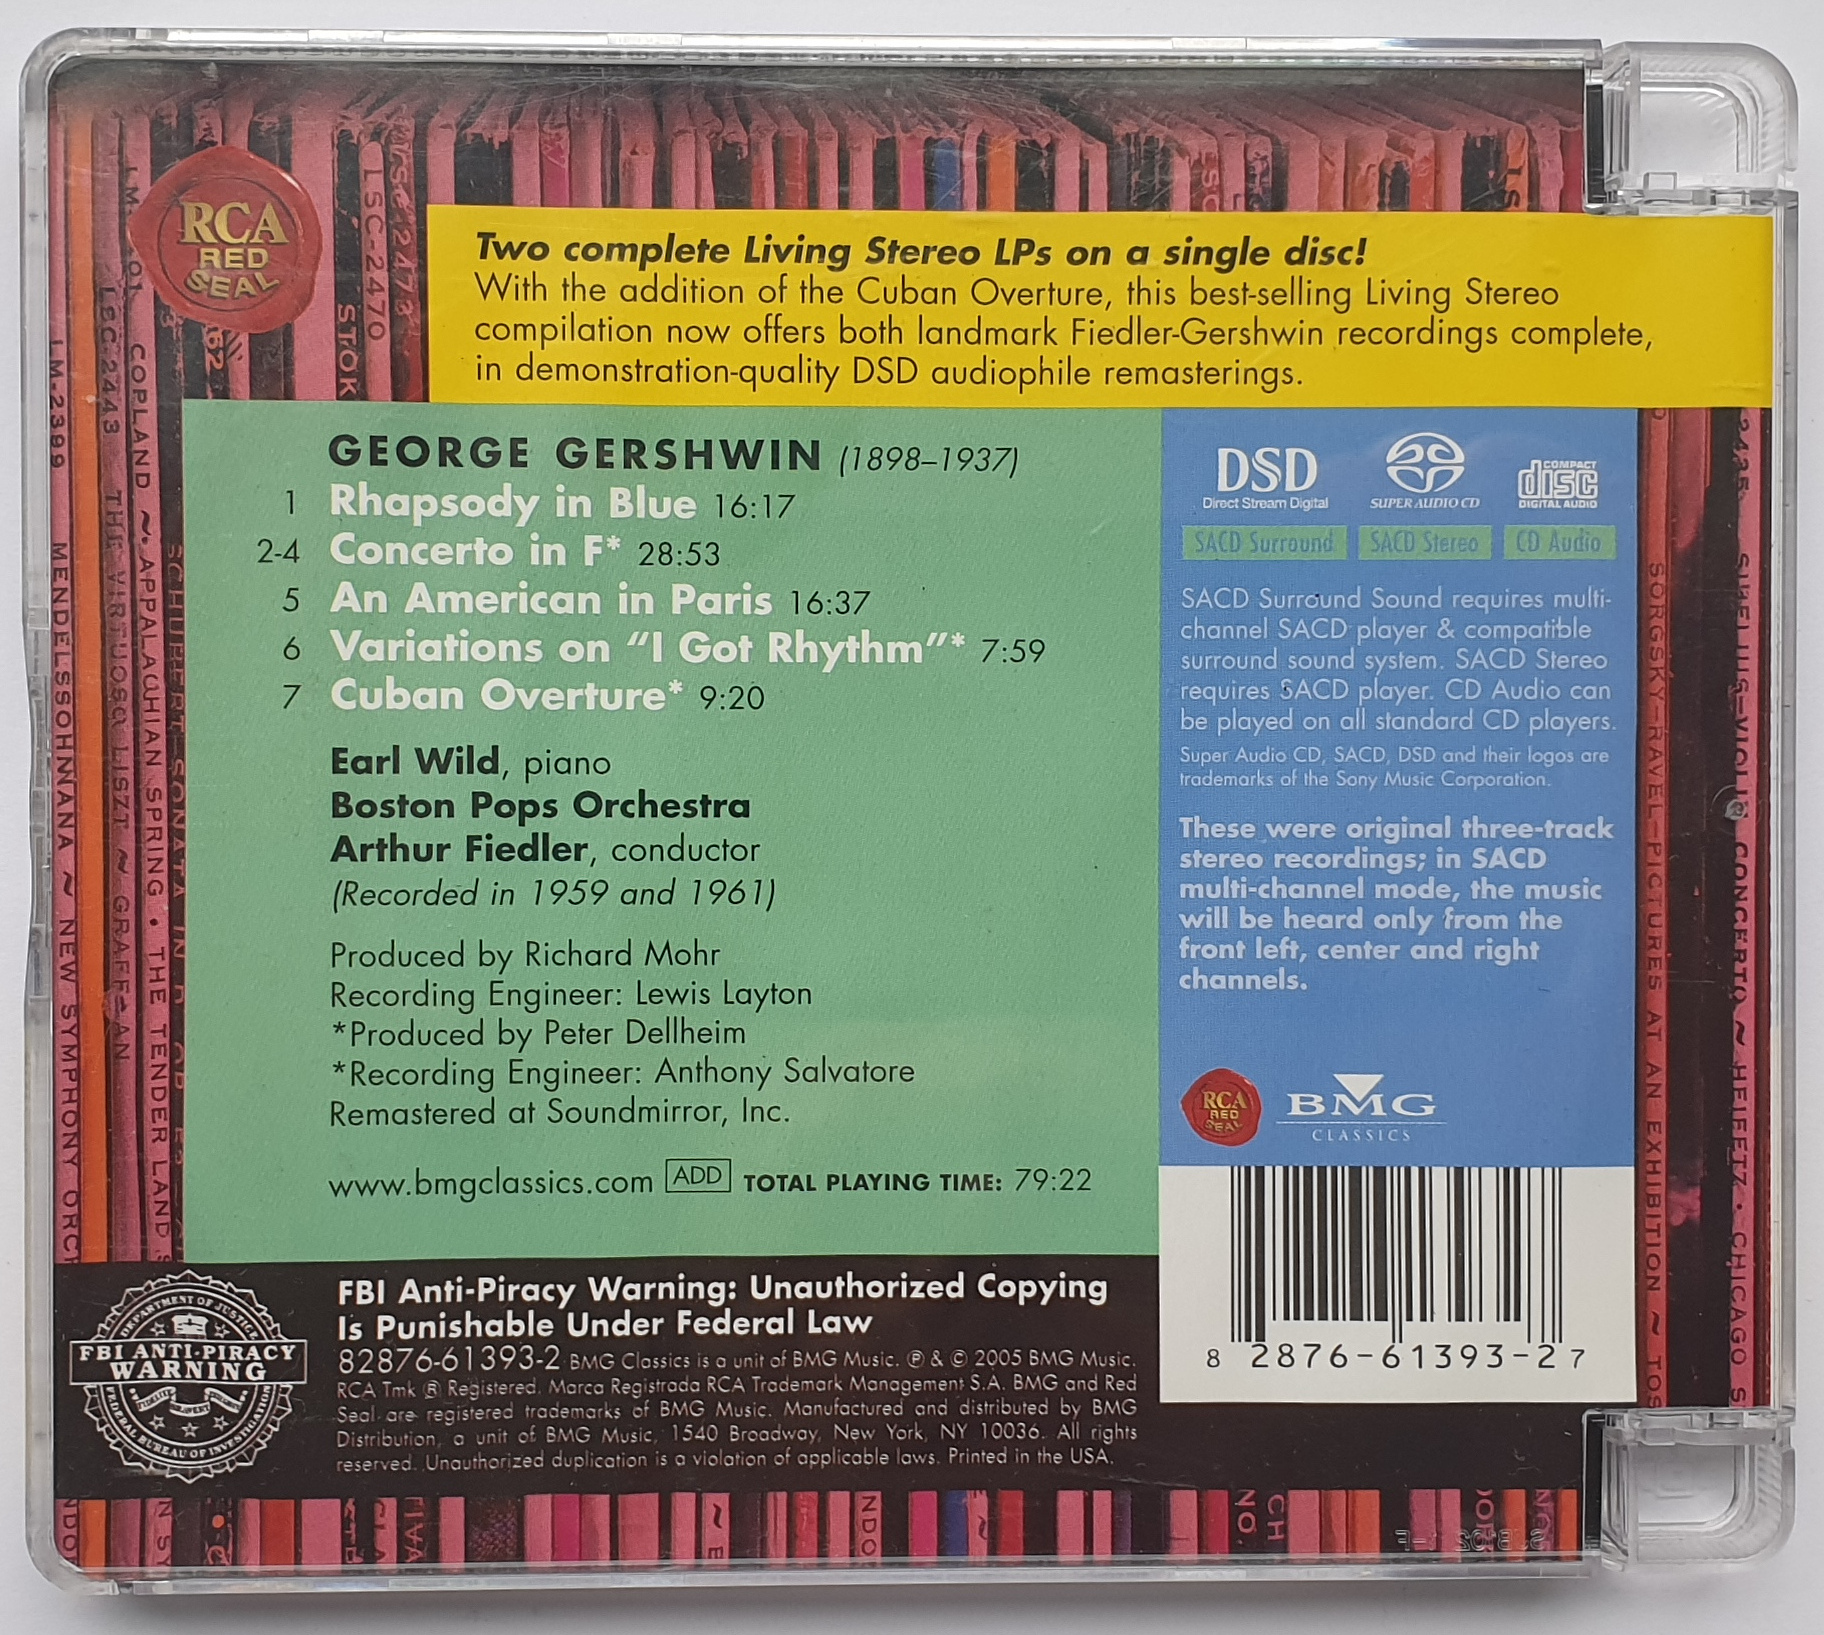 RCA
RED
SEAL
Two complete Living Stereo LPs on a single disc!
With the addition of the Cuban Overture, this best-selling Living Stereo
compilation now offers both landmark Fiedler-Gershwin recordings complete,
in demonstration-quality DSD audiophile remasterings.
GEORGE GERSHWIN (1898–1937)
1 Rhapsody in Blue 16:17
2-4 Concerto in F* 28:53
5 An American in Paris 16:37
6 Variations on “I Got Rhythm”* 7:59
7 Cuban Overture* 9:20
Earl Wild, piano
Boston Pops Orchestra
Arthur Fiedler, conductor
(Recorded in 1959 and 1961)
Produced by Richard Mohr
Recording Engineer: Lewis Layton
*Produced by Peter Dellheim
*Recording Engineer: Anthony Salvatore
Remastered at Soundmirror, Inc.
www.bmgclassics.com ADD TOTAL PLAYING TIME: 79:22
DSD
Direct Stream Digital
SUPER AUDIO CD
COMPACT
disc
DIGITAL AUDIO
SACD Surround SACD Stereo CD Audio
SACD Surround Sound requires multi-
channel SACD player & compatible
surround sound system. SACD Stereo
requires SACD player. CD Audio can
be played on all standard CD players.
Super Audio CD, SACD, DSD and their logos are
trademarks of the Sony Music Corporation.
These were original three-track
stereo recordings; in SACD
multi-channel mode, the music
will be heard only from the
front left, center and right
channels.
RCA
RED
SEAL
BMG
CLASSICS
8 2876-61393-2 7
DEPARTMENT OF JUSTICE
FBI ANTI-PIRACY
WARNING
FEDERAL BUREAU OF INVESTIGATION
FBI Anti-Piracy Warning: Unauthorized Copying
Is Punishable Under Federal Law
82876-61393-2 BMG Classics is a unit of BMG Music. ℗ & © 2005 BMG Music.
RCA Tmk ® Registered. Marca Registrada RCA Trademark Management S.A. BMG and Red
Seal are registered trademarks of BMG Music. Manufactured and distributed by BMG
Distribution, a unit of BMG Music, 1540 Broadway, New York, NY 10036. All rights
reserved. Unauthorized duplication is a violation of applicable laws. Printed in the USA.
LM-2399 MENDELSSOHN
NEW SYMPHONY ORCH
LSC-2443 THE VIRTUOSO LISZT ~ GRAFFMAN
COPLAND ~ APPALACHIAN SPRING • THE TENDER LAND
STOK
LSC-2470
PICTURES AT AN EXHIBITION ~ TOS
CONCERTO ~ HEIFETZ • CHICAGO S